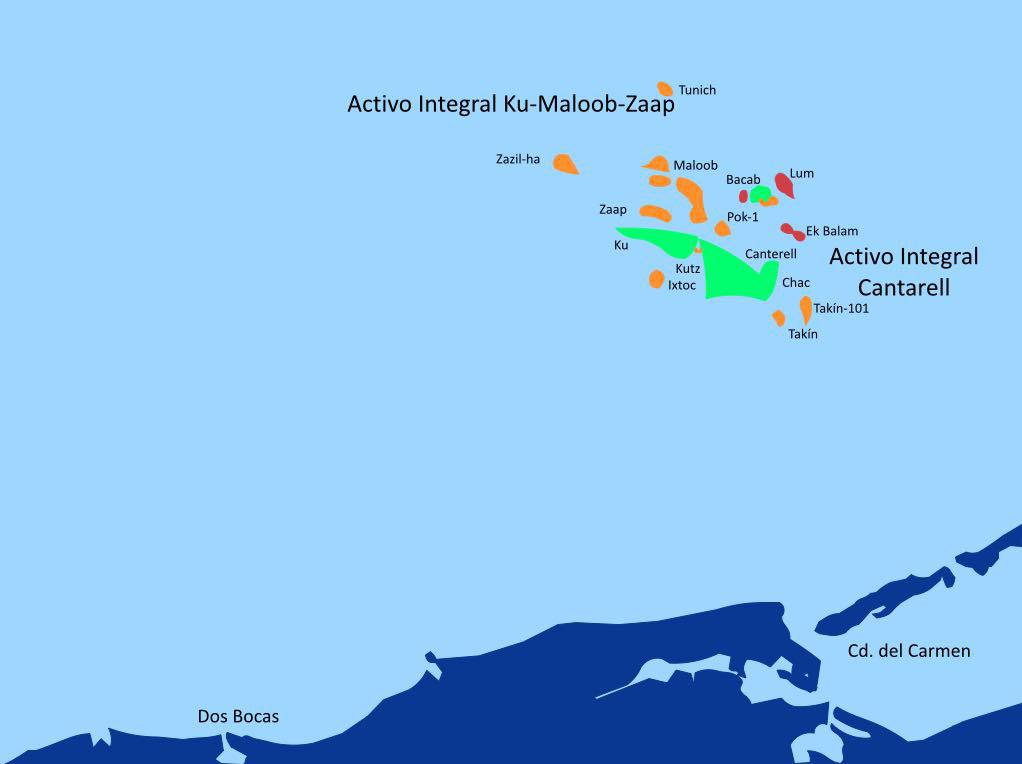 Tunich
Activo Integral Ku-Maloob-Zaap
Zazil-ha
Maloob
Lum
Bacab
Zaap
Pok-1
Ek Balam
Ku
Canterell
Activo Integral
Cantarell
Kutz
Ixtoc
Chac
Takín-101
Takín
Cd. del Carmen
Dos Bocas